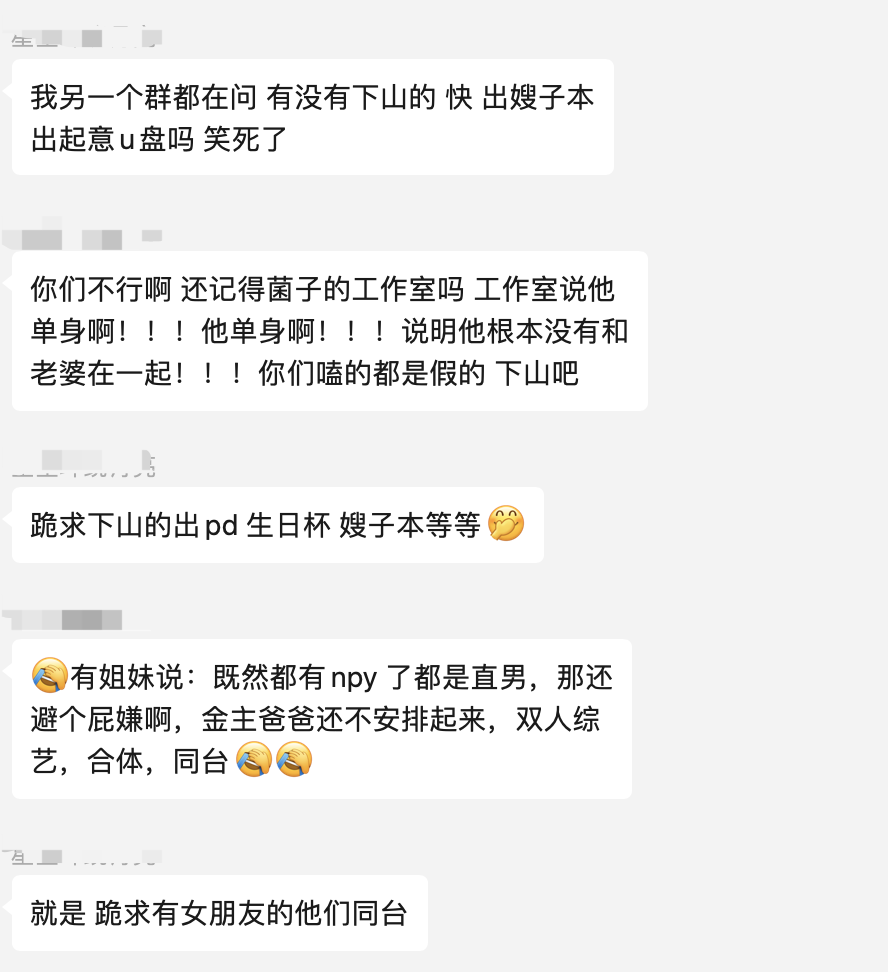 我另一个群都在问 有没有下山的 快 出嫂子本
出起意u盘吗 笑死了
你们不行啊 还记得菌子的工作室吗 工作室说他
单身啊！！！他单身啊！！！说明他根本没有和
老婆在一起！！！你们嗑的都是假的 下山吧
跪求下山的出pd 生日杯 嫂子本等等🤭
🤣有姐妹说：既然都有npy 了都是直男，那还
避个屁嫌啊，金主爸爸还不安排起来，双人综
艺，合体，同台🤣🤣
就是 跪求有女朋友的他们同台